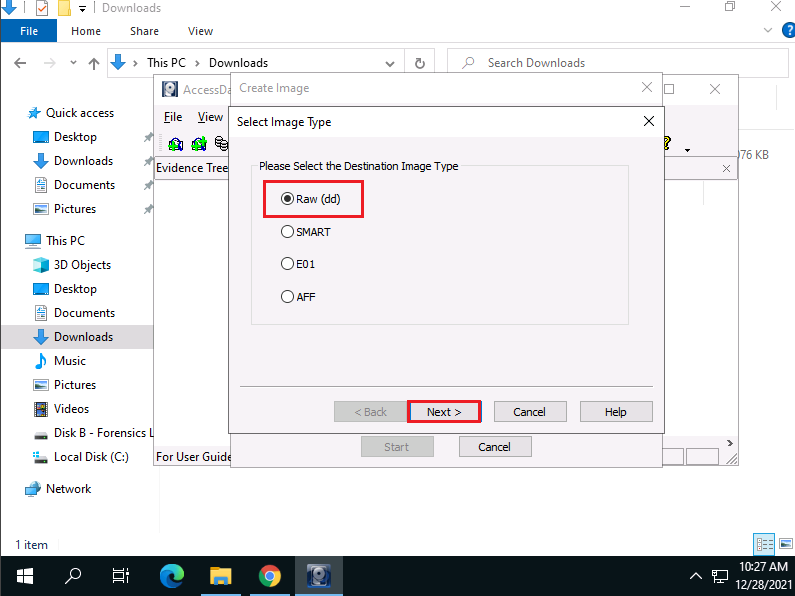 Downloads
File Home Share View
This PC > Downloads
Search Downloads
Quick access
Desktop
Downloads
Documents
Pictures
This PC
3D Objects
Desktop
Documents
Downloads
Music
Pictures
Videos
Disk B - Forensics L
Local Disk (C:)
Network
1 item
AccessDa
File View
Evidence Tree
For User Guide
Create Image
Start Cancel
Select Image Type
Please Select the Destination Image Type
Raw (dd)
SMART
E01
AFF
< Back Next > Cancel Help
076 KB
10:27 AM
12/28/2021